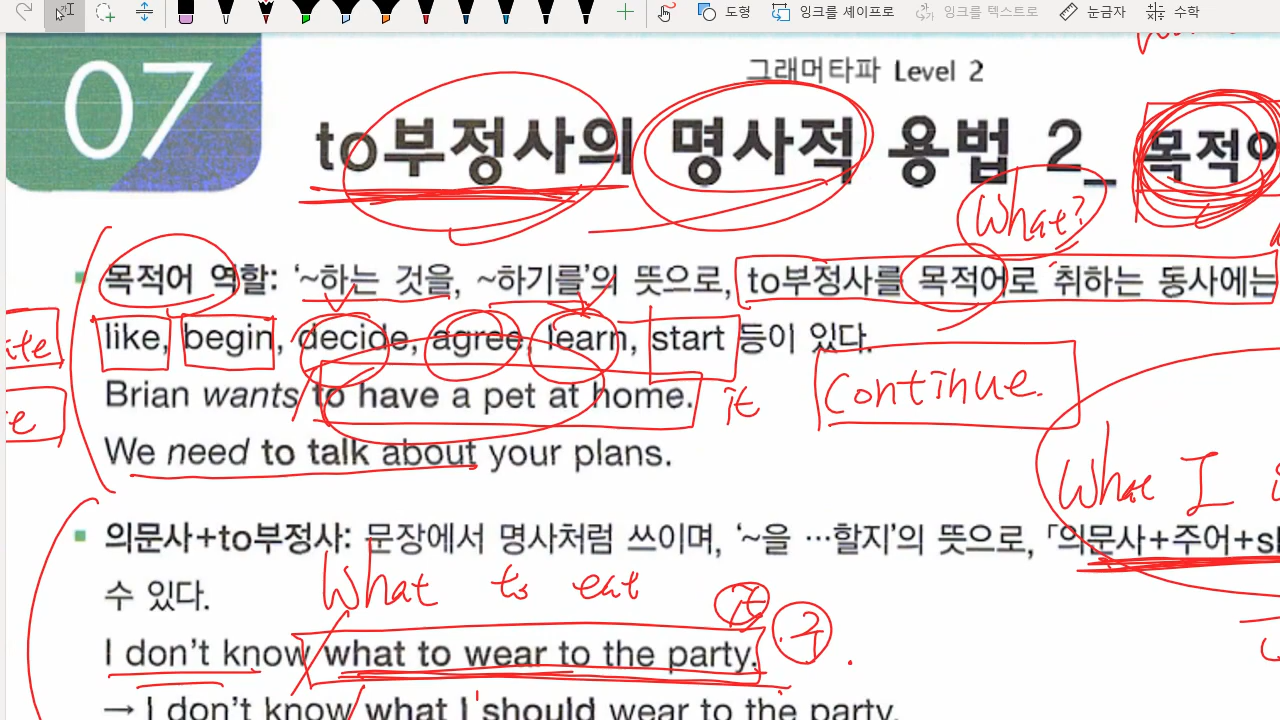 도형 잉크를 셰이프로 잉크를 텍스트로 눈금자 수학
07
그래머타파 Level 2
to부정사의 명사적 용법 2_ 목적어
What?
목적어 역할: ‘~하는 것을, ~하기를’의 뜻으로, to부정사를 목적어로 취하는 동사에는
like, begin, decide, agree, learn, start 등이 있다.
Brian wants to have a pet at home. it continue.
We need to talk about your plans.
What I
의문사+to부정사: 문장에서 명사처럼 쓰이며, ‘~을 …할지’의 뜻으로, 「의문사+주어+sh
수 있다.
What to eat
it
I don’t know what to wear to the party.
→ I don’t know what I should wear to the party.